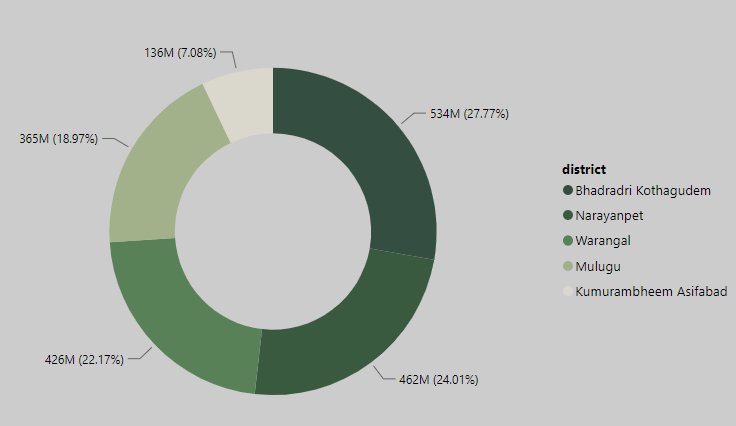 136M (7.08%)
534M (27.77%)
365M (18.97%)
426M (22.17%)
462M (24.01%)
district
Bhadradri Kothagudem
Narayanpet
Warangal
Mulugu
Kumurambheem Asifabad